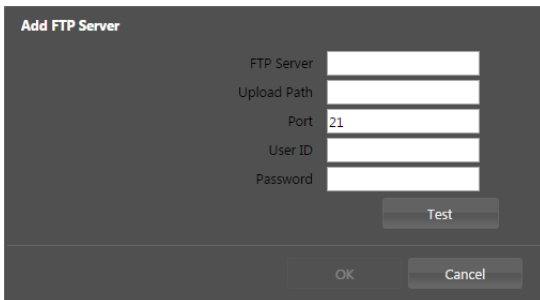 Add FTP Server
FTP Server
Upload Path
Port 21
User ID
Password
Test
OK Cancel